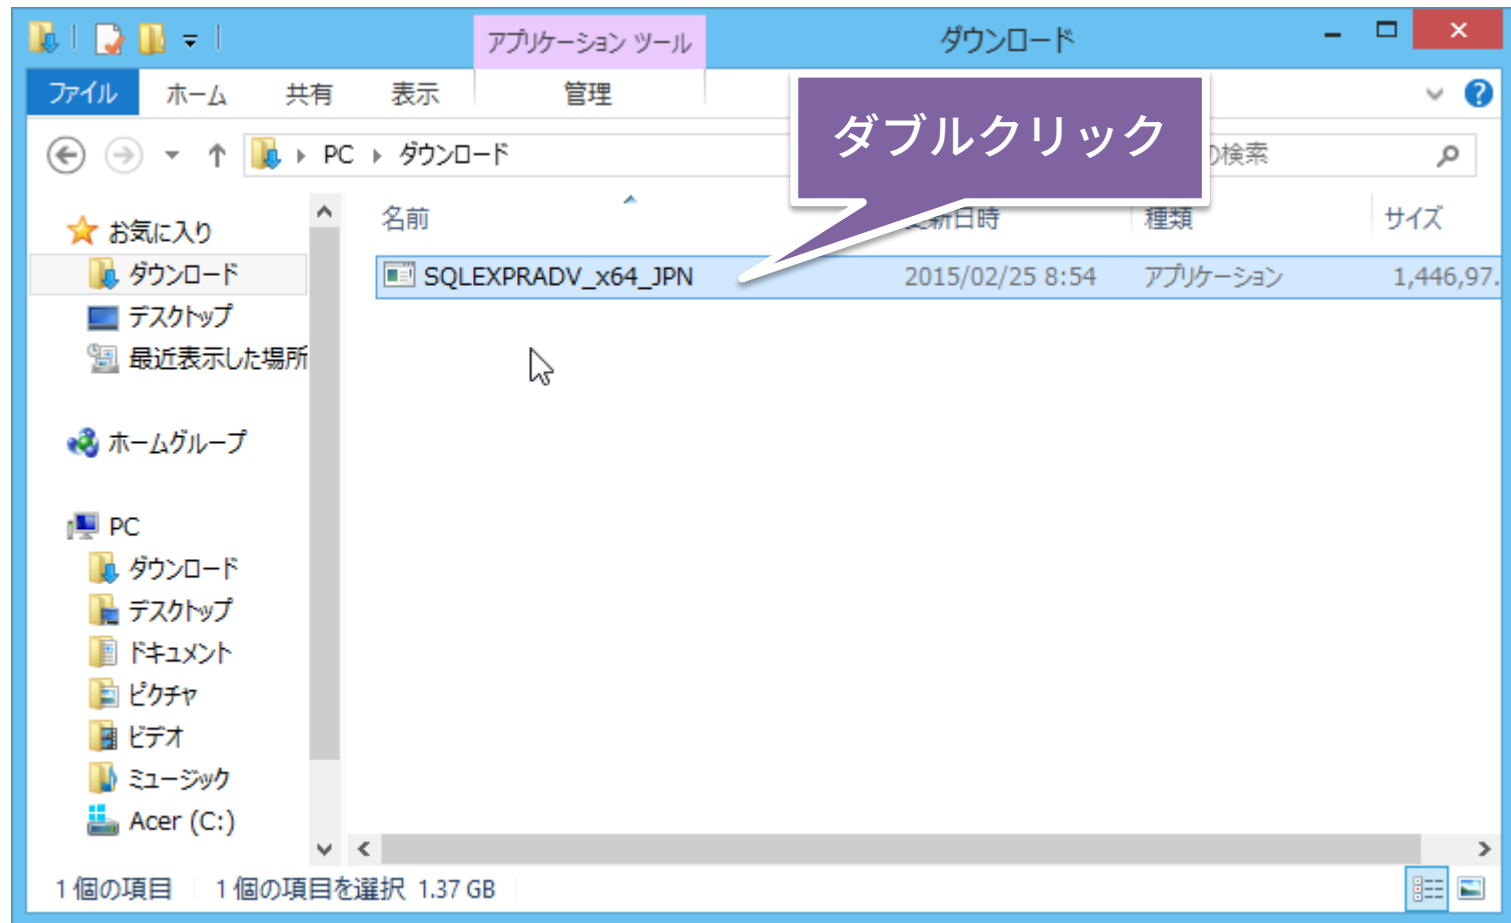 アプリケーション ツール
ダウンロード
ファイル ホーム 共有 表示 管理
ダブルクリック
PC ダウンロード
の検索
名前 更新日時 種類 サイズ
お気に入り
ダウンロード
デスクトップ
最近表示した場所
ホームグループ
PC
ダウンロード
デスクトップ
ドキュメント
ピクチャ
ビデオ
ミュージック
Acer (C:)
SQLEXPRADV_x64_JPN 2015/02/25 8:54 アプリケーション 1,446,97.
1 個の項目 1 個の項目を選択 1.37 GB